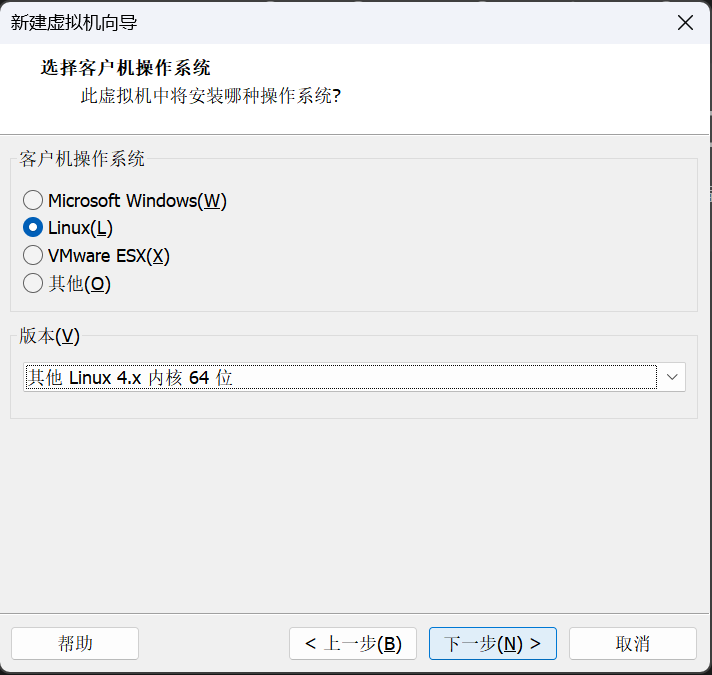 新建虚拟机向导
选择客户机操作系统
此虚拟机中将安装哪种操作系统?
客户机操作系统
Microsoft Windows(W)
Linux(L)
VMware ESX(X)
其他(O)
版本(V)
其他 Linux 4.x 内核 64 位
帮助
< 上一步(B)
下一步(N) >
取消